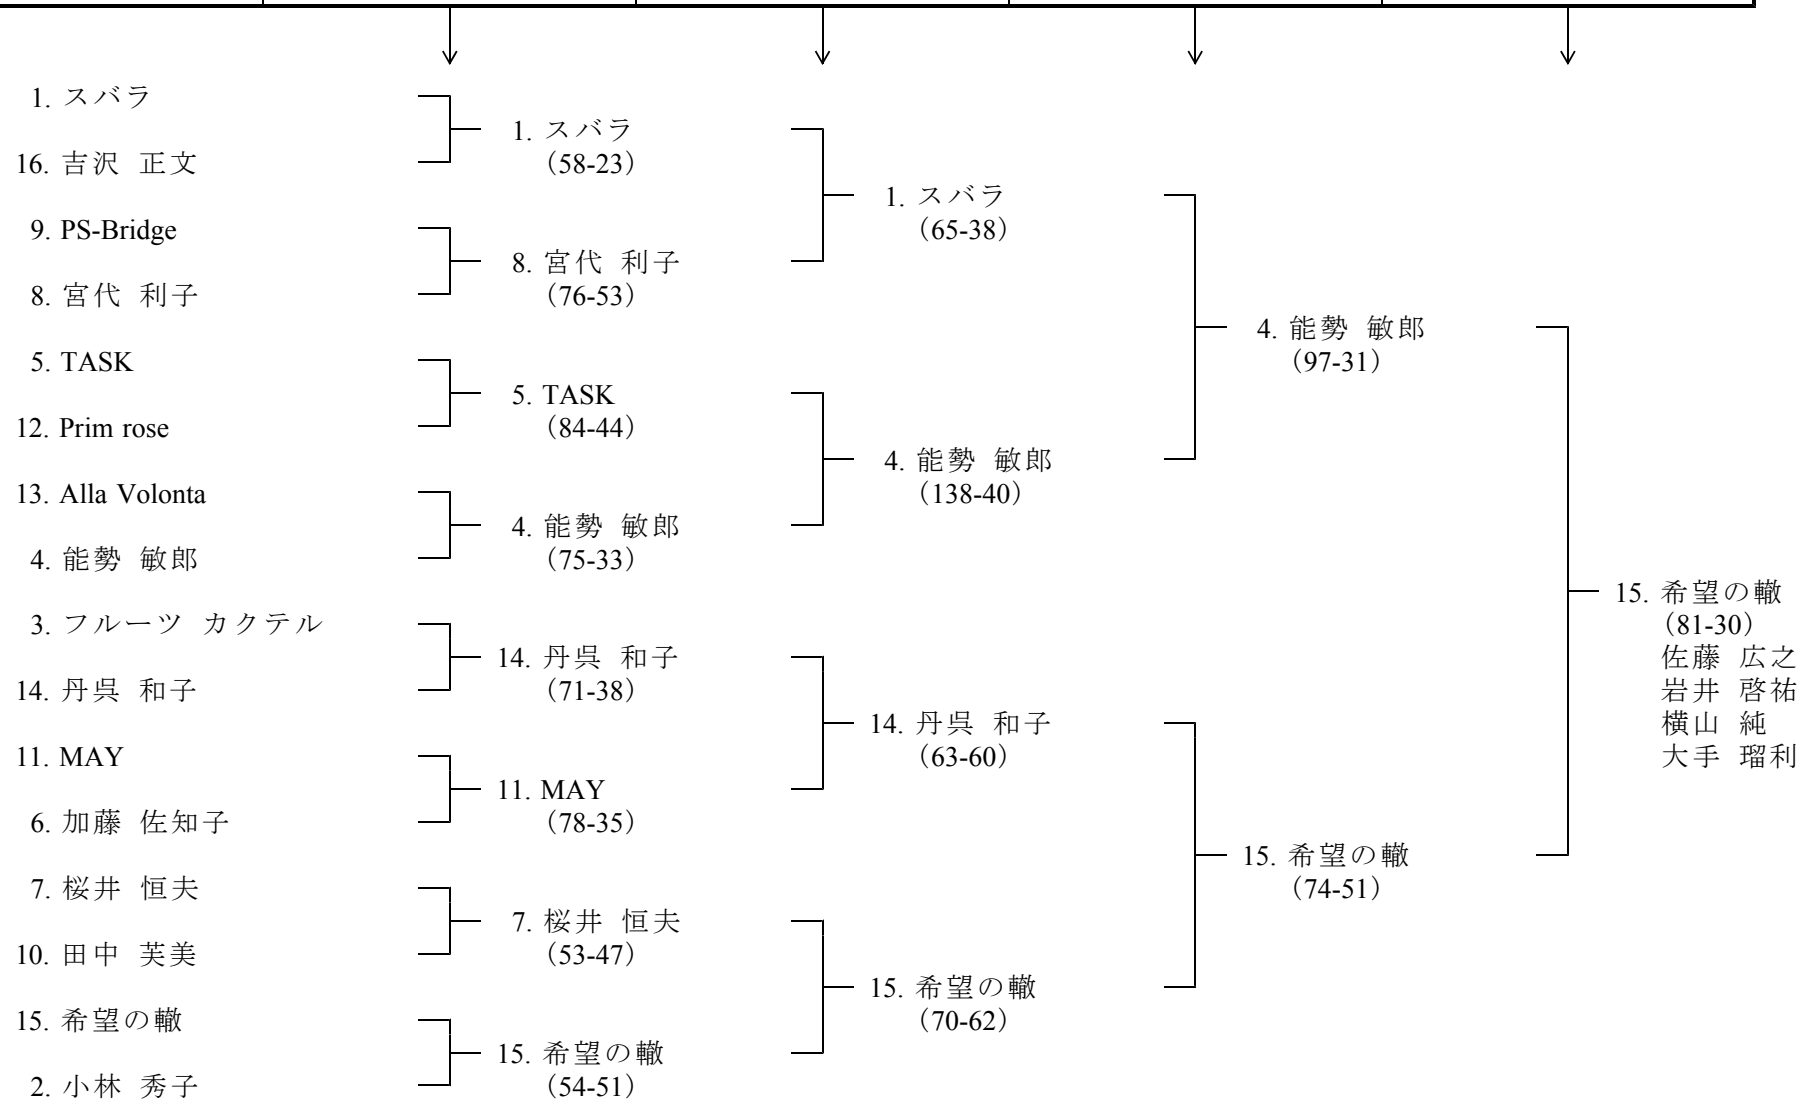 1. スバラ
16. 吉沢 正文
9. PS-Bridge
8. 宮代 利子
5. TASK
12. Prim rose
13. Alla Volonta
4. 能勢 敏郎
3. フルーツ カクテル
14. 丹呉 和子
11. MAY
6. 加藤 佐知子
7. 桜井 恒夫
10. 田中 芙美
15. 希望の轍
2. 小林 秀子
1. スバラ
（58-23）
8. 宮代 利子
（76-53）
5. TASK
（84-44）
4. 能勢 敏郎
（75-33）
14. 丹呉 和子
（71-38）
11. MAY
（78-35）
7. 桜井 恒夫
（53-47）
15. 希望の轍
（54-51）
1. スバラ
（65-38）
4. 能勢 敏郎
（138-40）
14. 丹呉 和子
（63-60）
15. 希望の轍
（70-62）
4. 能勢 敏郎
（97-31）
15. 希望の轍
（74-51）
15. 希望の轍
（81-30）
佐藤 広之
岩井 啓祐
横山 純
大手 瑠利